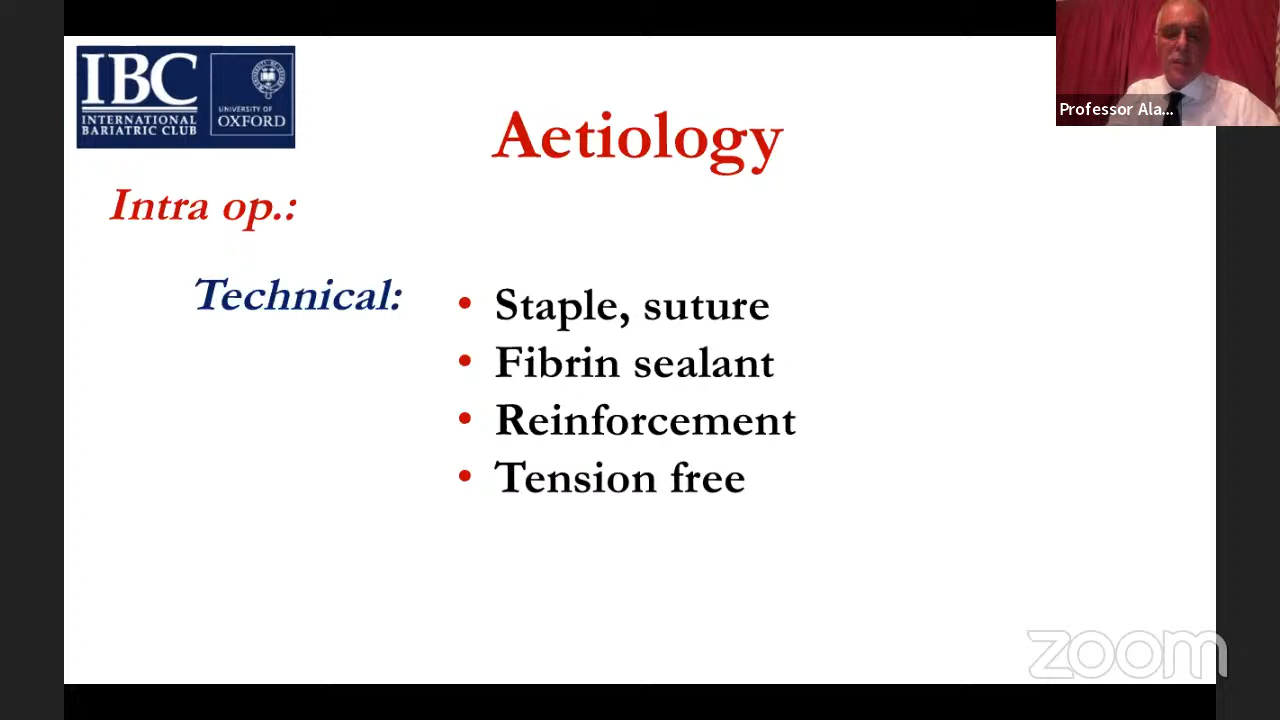 IBC
INTERNATIONAL
BARIATRIC CLUB
UNIVERSITY OF
OXFORD
Professor Ala...
Aetiology
Intra op.:
Technical:
• Staple, suture
• Fibrin sealant
• Reinforcement
• Tension free
zoom